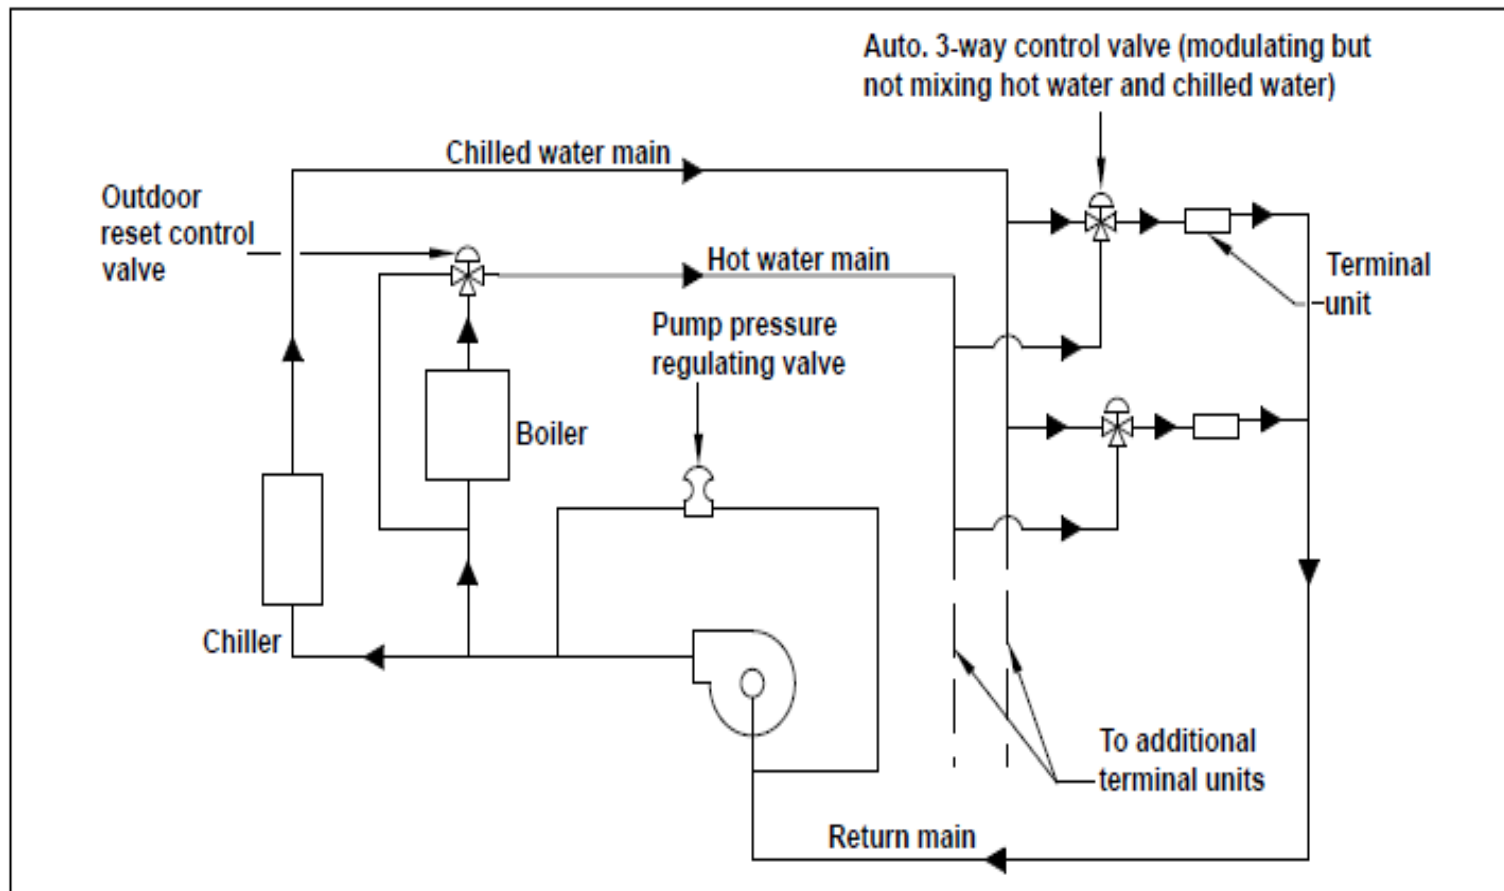 Auto. 3-way control valve (modulating but
not mixing hot water and chilled water)
Chilled water main
Outdoor
reset control
valve
Hot water main
Terminal
unit
Pump pressure
regulating valve
Boiler
Chiller
To additional
terminal units
Return main